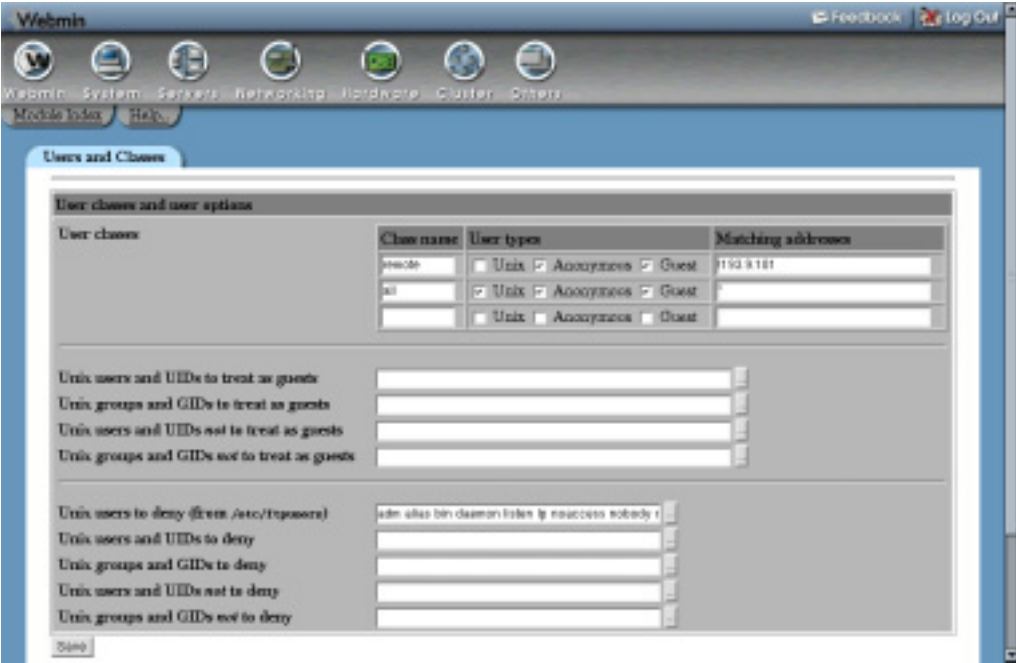 Webmin
Feedback Log Out
Webmin System Servers Networking Hardware Cluster Others
Module Index Help..
Users and Classes
User classes and user options
User classes
Class name User types Matching addresses
remote Unix Anonymous Guest
all Unix Anonymous Guest *
Unix Anonymous Guest
Unix users and UIDs to treat as guests
Unix groups and GIDs to treat as guests
Unix users and UIDs not to treat as guests
Unix groups and GIDs not to treat as guests
Unix users to deny (from /etc/ftpusers) adm alias bin daemon listen lp noaccess nobody
Unix users and UIDs to deny
Unix groups and GIDs to deny
Unix users and UIDs not to deny
Unix groups and GIDs not to deny
Save